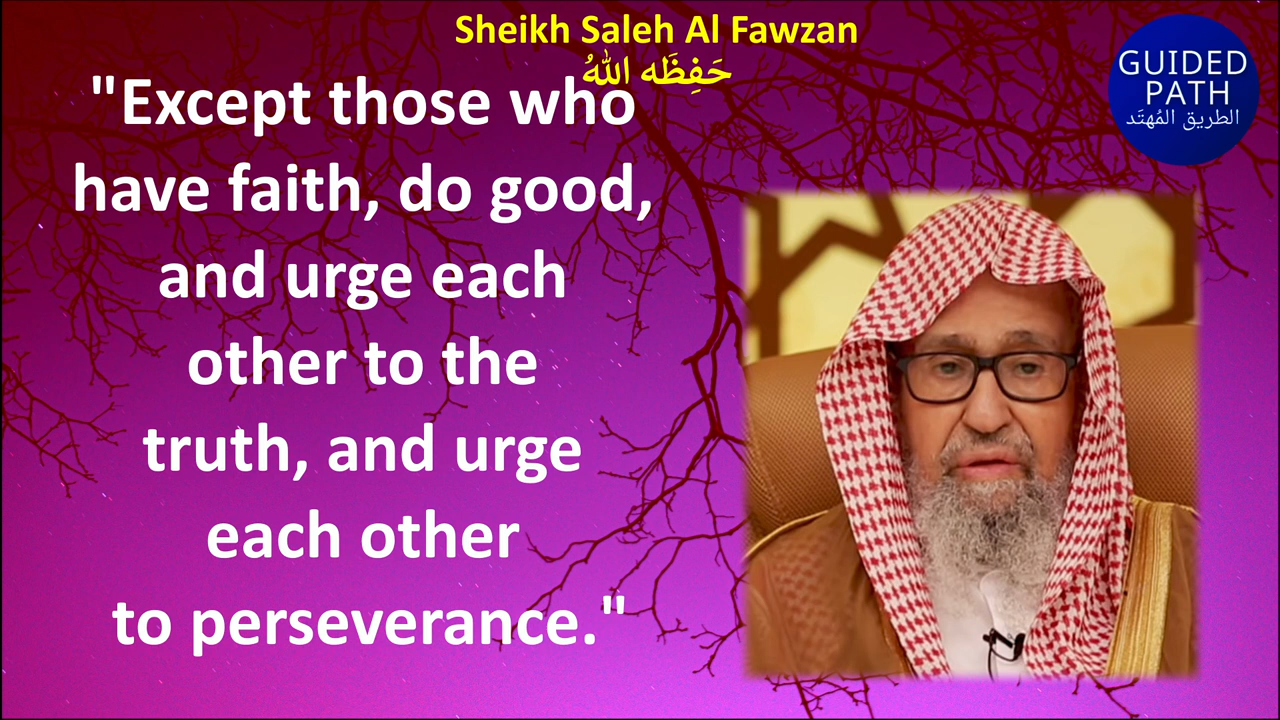 Sheikh Saleh Al Fawzan
حَفِظَه اللهُ
"Except those who
have faith, do good,
and urge each
other to the
truth, and urge
each other
to perseverance."
GUIDED
PATH
الطريق المُهتَد